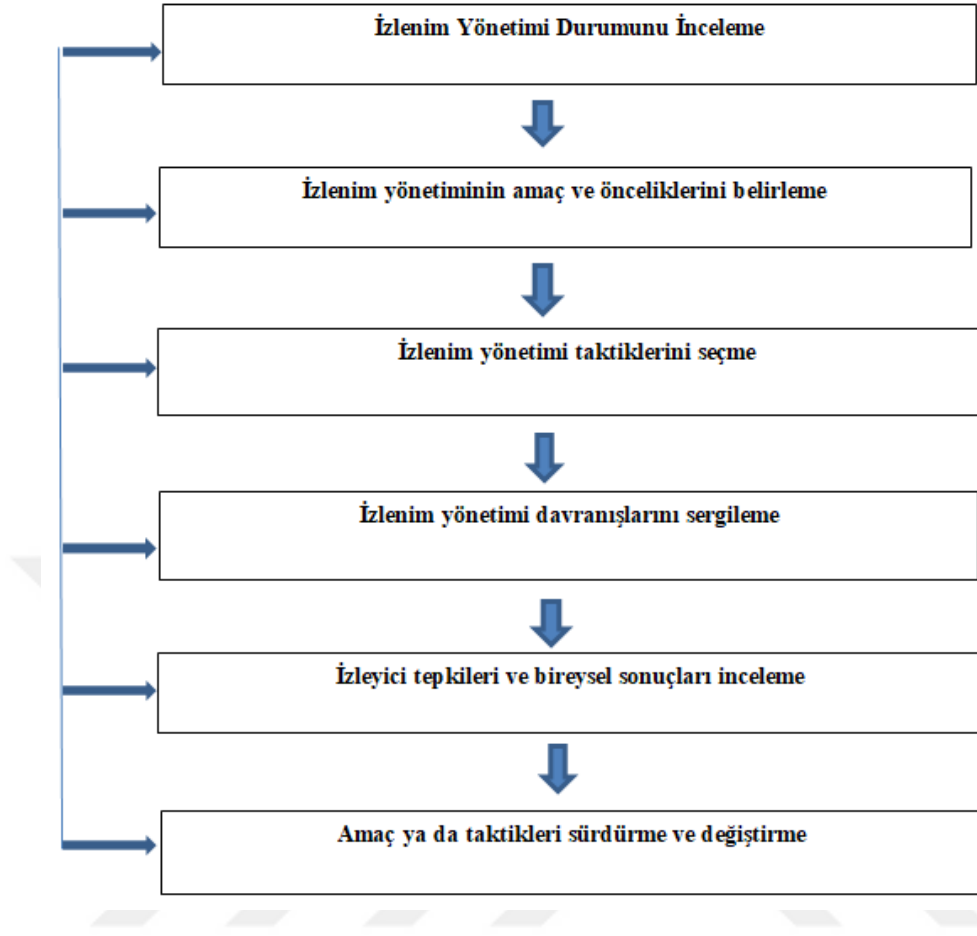 İzlenim Yönetimi Durumunu İnceleme
İzlenim yönetiminin amaç ve önceliklerini belirleme
İzlenim yönetimi taktiklerini seçme
İzlenim yönetimi davranışlarını sergileme
İzleyici tepkileri ve bireysel sonuçları inceleme
Amaç ya da taktikleri sürdürme ve değiştirme